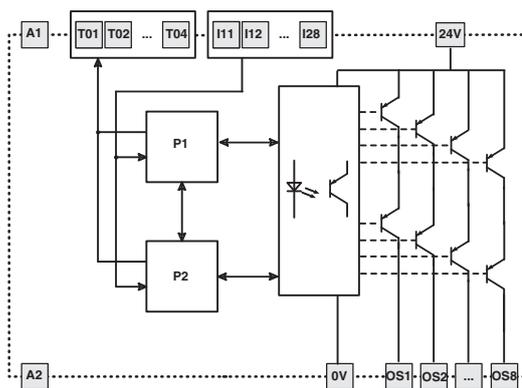 A1 T01 T02 ... T04 I11 I12 ... I28 24V
P1
P2
A2 0V OS1 OS2 ... OS8